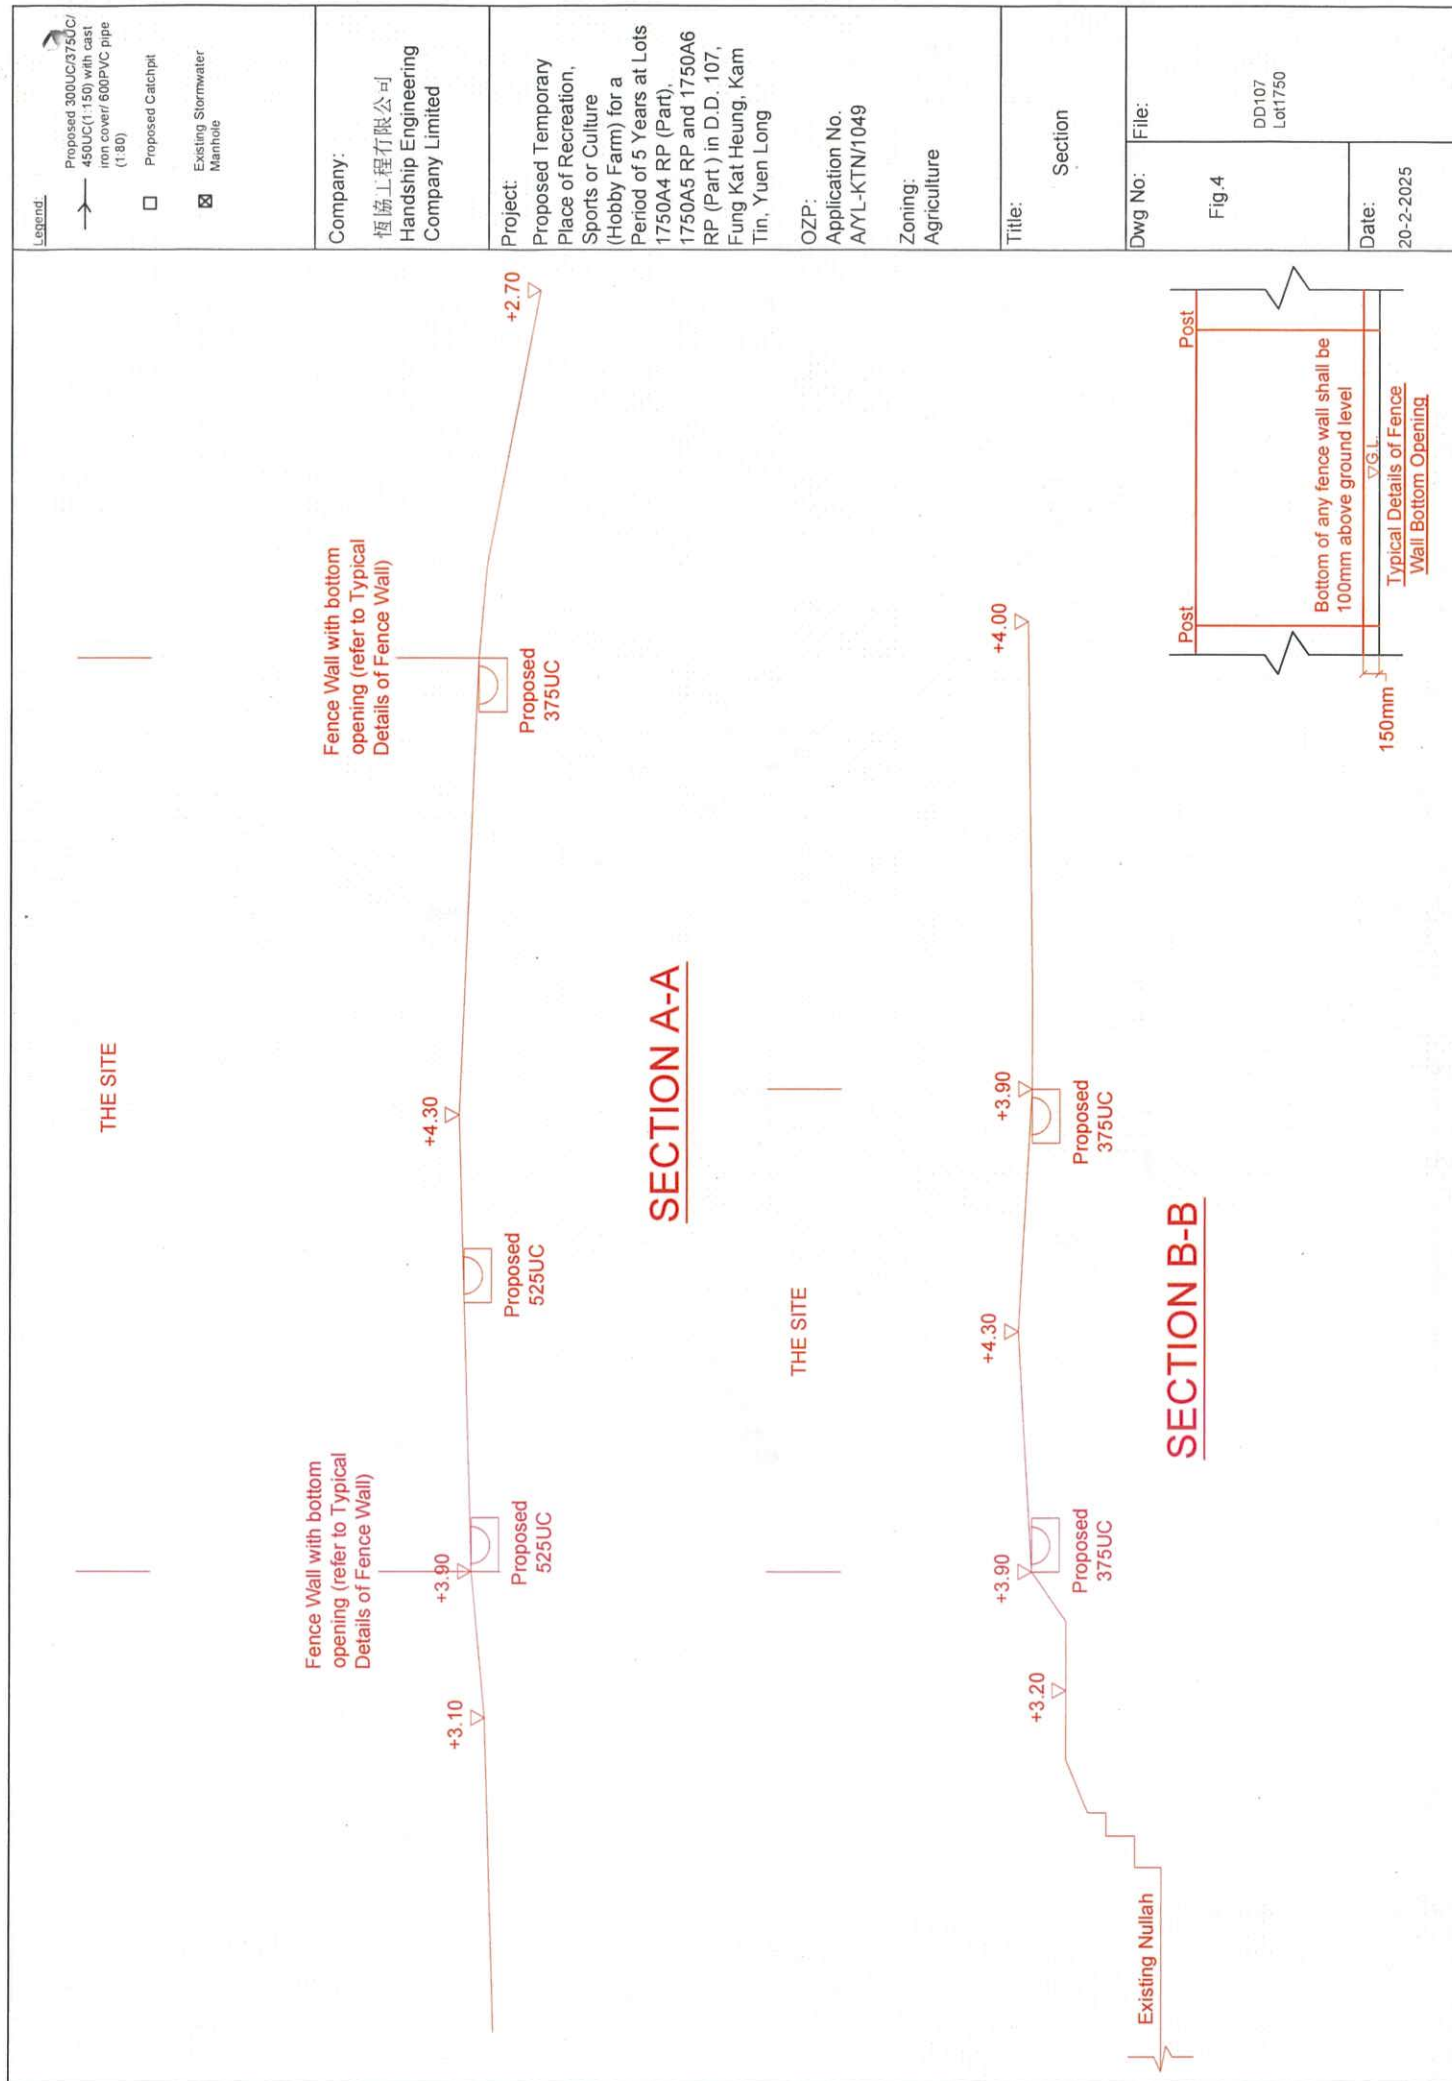 THE SITE
Fence Wall with bottom
opening (refer to Typical
Details of Fence Wall)
Fence Wall with bottom
opening (refer to Typical
Details of Fence Wall)
+3.10
+3.90
+4.30
+2.70
Proposed
525UC
Proposed
525UC
Proposed
375UC
SECTION A-A
THE SITE
+3.20
+3.90
+4.30
+3.90
+4.00
Existing Nullah
Proposed
375UC
Proposed
375UC
SECTION B-B
Post
Post
Bottom of any fence wall shall be
100mm above ground level
G.L.
150mm
Typical Details of Fence
Wall Bottom Opening
Legend:
Proposed 300UC/375UC/
450UC(1:150) with cast
iron cover/ 600PVC pipe
(1:80)
Proposed Catchpit
Existing Stormwater
Manhole
Company:
恆協工程有限公司
Handship Engineering
Company Limited
Project:
Proposed Temporary
Place of Recreation,
Sports or Culture
(Hobby Farm) for a
Period of 5 Years at Lots
1750A4 RP (Part),
1750A5 RP and 1750A6
RP (Part ) in D.D. 107,
Fung Kat Heung, Kam
Tin, Yuen Long
OZP:
Application No.
A/YL-KTN/1049
Zoning:
Agriculture
Title:
Section
Dwg No:
Fig.4
File:
DD107
Lot1750
Date:
20-2-2025